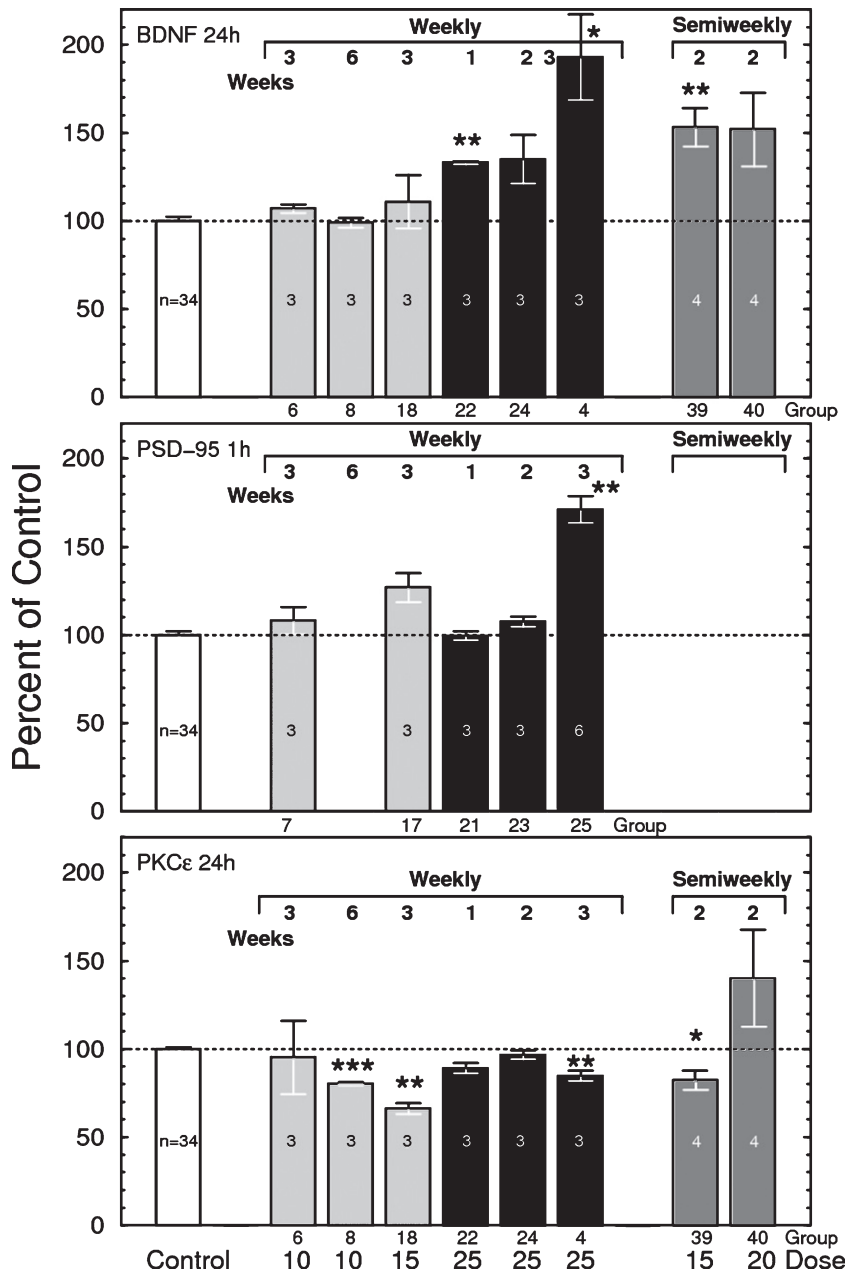 BDNF 24h
Weekly
Semiweekly
3 6 3 1 2 3 2 2
Weeks
*
**
**
200
150
100
50
0
n=34 3 3 3 3 3 3 4 4
6 8 18 22 24 4 39 40 Group
Percent of Control
PSD-95 1h
Weekly
Semiweekly
3 6 3 1 2 3
Weeks
**
200
150
100
50
0
n=34 3 3 3 3 6
7 17 21 23 25 Group
PKCε 24h
Weekly
Semiweekly
3 6 3 1 2 3 2 2
Weeks
*** ** ** *
200
150
100
50
0
n=34 3 3 3 3 3 3 4 4
6 8 18 22 24 4 39 40 Group
Control 10 10 15 25 25 25 15 20 Dose